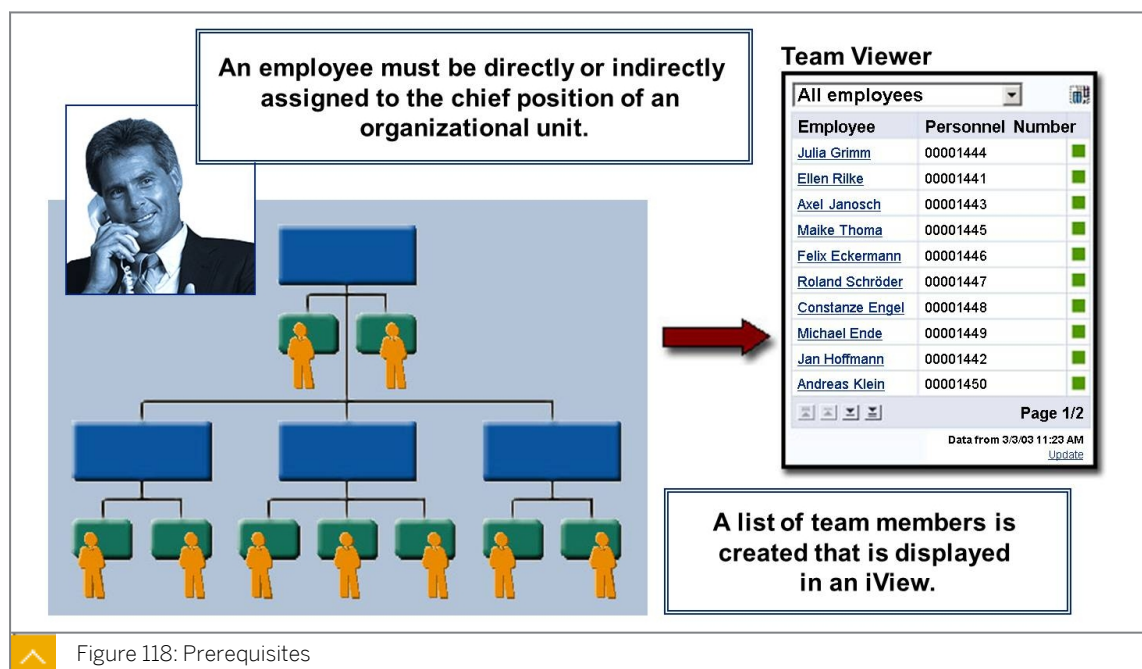 An employee must be directly or indirectly
assigned to the chief position of an
organizational unit.
Team Viewer
All employees
Employee Personnel Number
Julia Grimm 00001444
Ellen Rilke 00001441
Axel Janosch 00001443
Maike Thoma 00001445
Felix Eckermann 00001446
Roland Schröder 00001447
Constanze Engel 00001448
Michael Ende 00001449
Jan Hoffmann 00001442
Andreas Klein 00001450
Page 1/2
Data from 3/3/03 11:23 AM
Update
A list of team members is
created that is displayed
in an iView.
Figure 118: Prerequisites